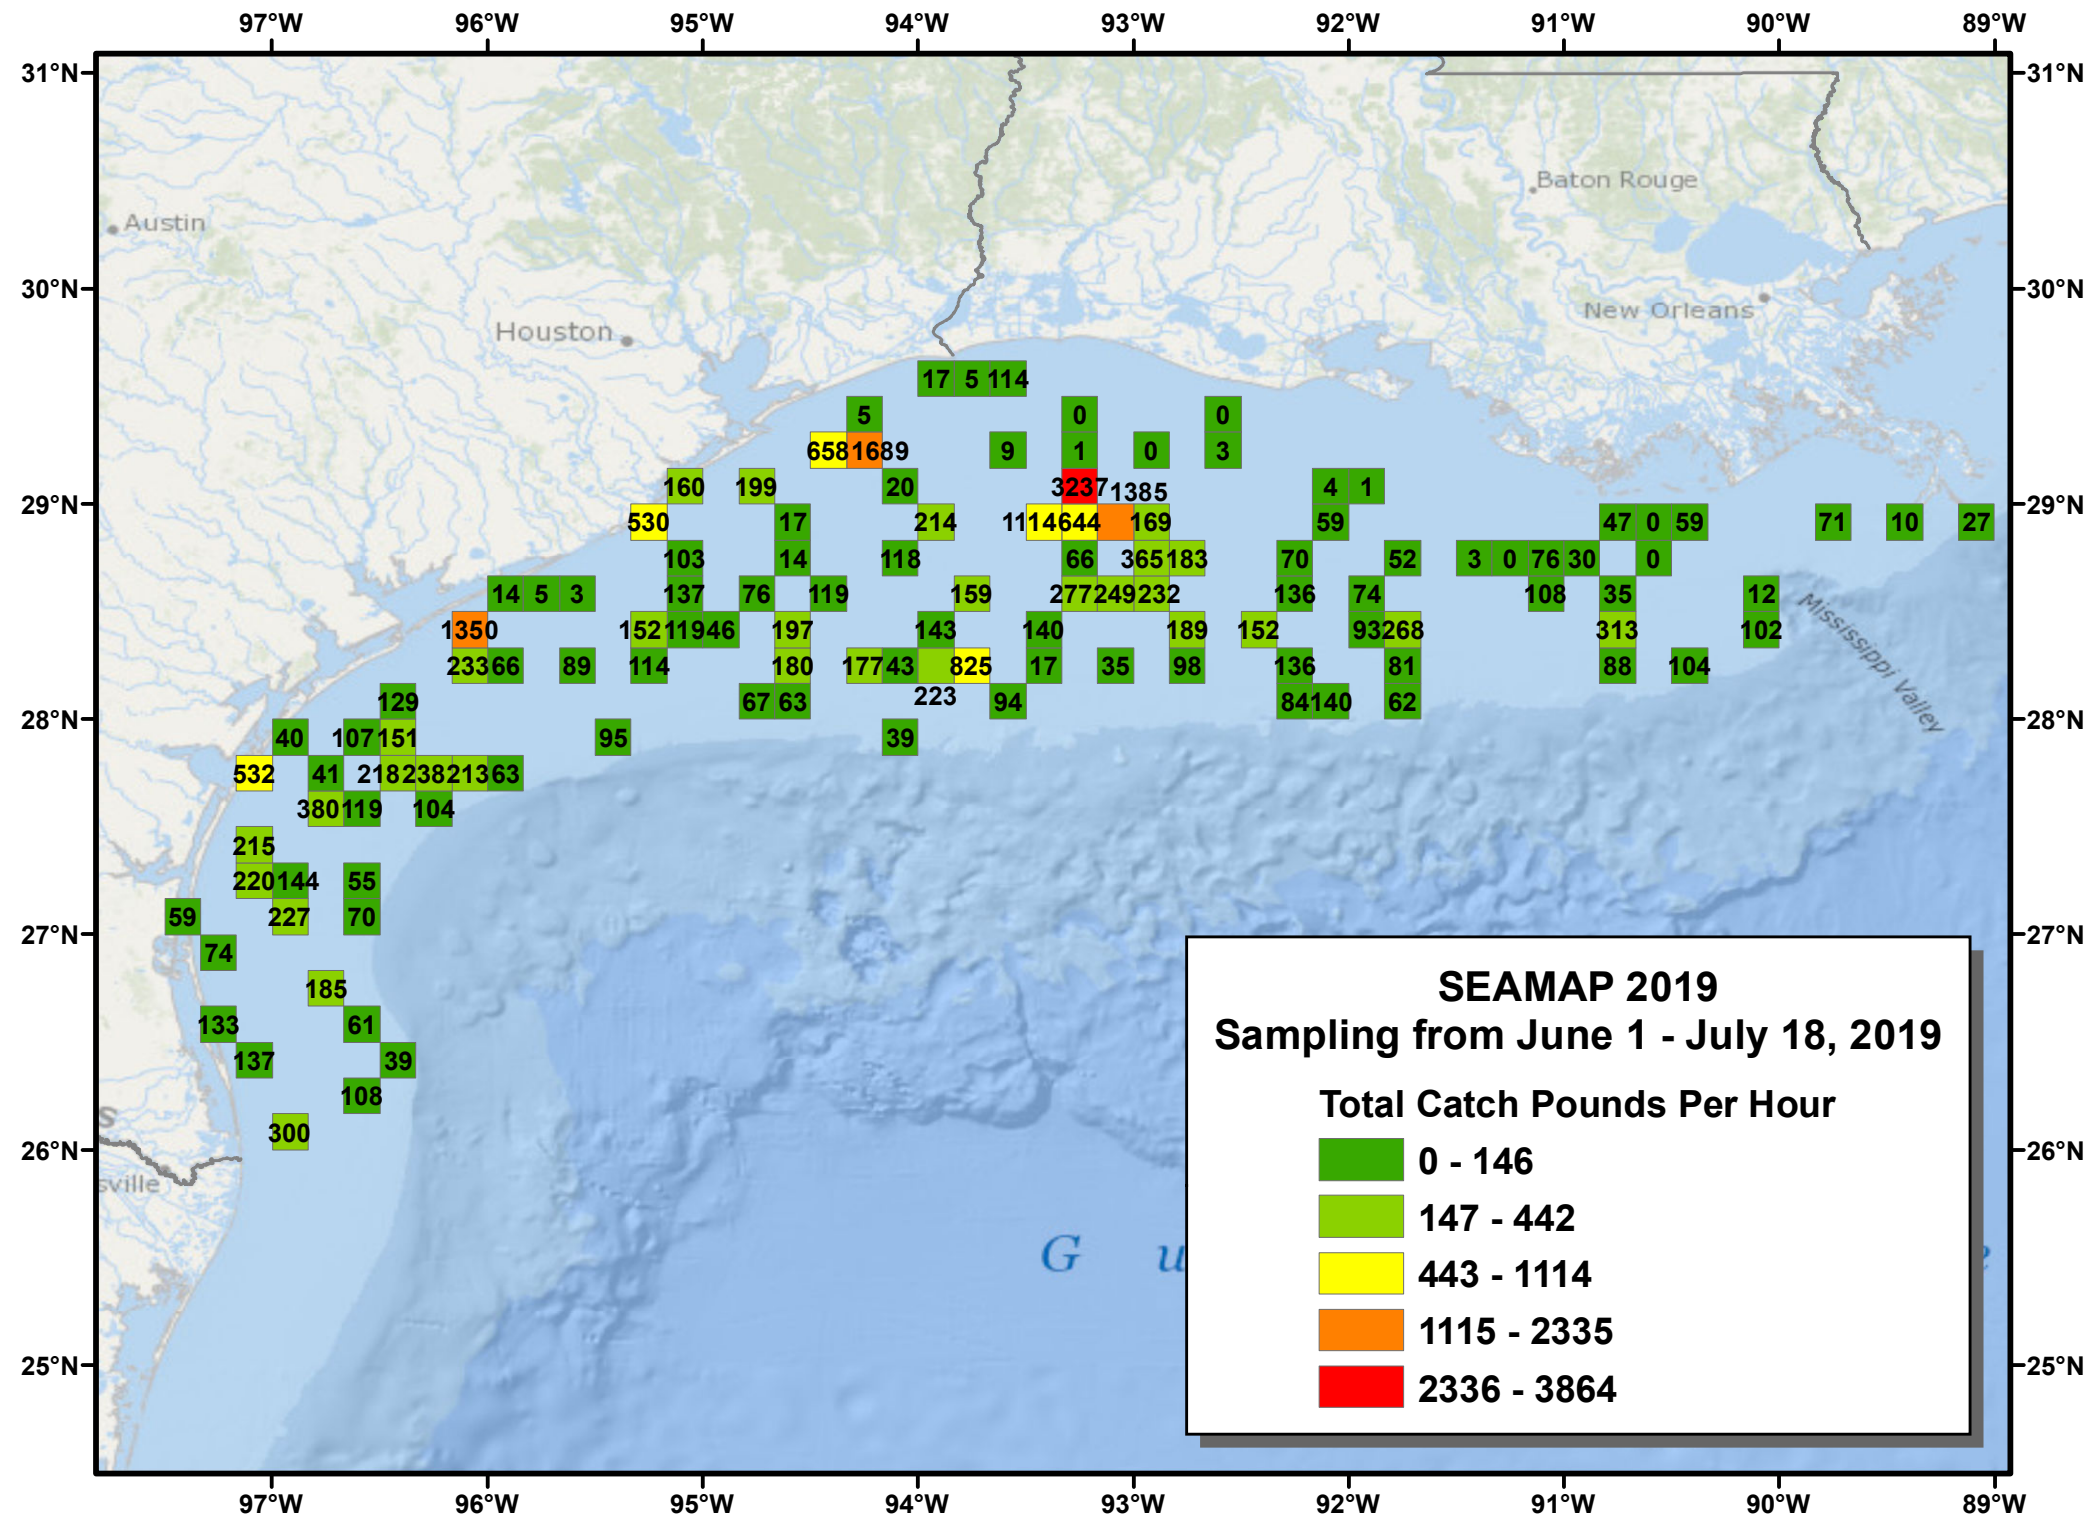 97°W 96°W 95°W 94°W 93°W 92°W 91°W 90°W 89°W
31°N 31°N
Baton Rouge
Austin
30°N 30°N
New Orleans
Houston
17 5 114
5 0 0
658 1689 9 1 0 3
160 199 20 3237 1385 4 1
29°N 29°N
530 17 214 1114 644 169 59 47 0 59 71 10 27
103 14 118 66 365 183 70 52 3 0 76 30 0
14 5 3 137 76 119 159 277 249 232 136 74 108 35 12
Mississippi Valley
1350 152 119 46 197 143 140 189 152 93 268 313 102
233 66 89 114 180 177 43 825 17 35 98 136 81 88 104
223
129 67 63 94 84 140 62
28°N 28°N
40 107 151 95 39
532 41 218 238 213 63
380 119 104
215
220 144 55
59 227 70
27°N 27°N
74
185
133 61
137 39
108
300
26°N 26°N
s
sville
G u e
25°N 25°N
SEAMAP 2019
Sampling from June 1 - July 18, 2019
Total Catch Pounds Per Hour
0 - 146
147 - 442
443 - 1114
1115 - 2335
2336 - 3864
97°W 96°W 95°W 94°W 93°W 92°W 91°W 90°W 89°W